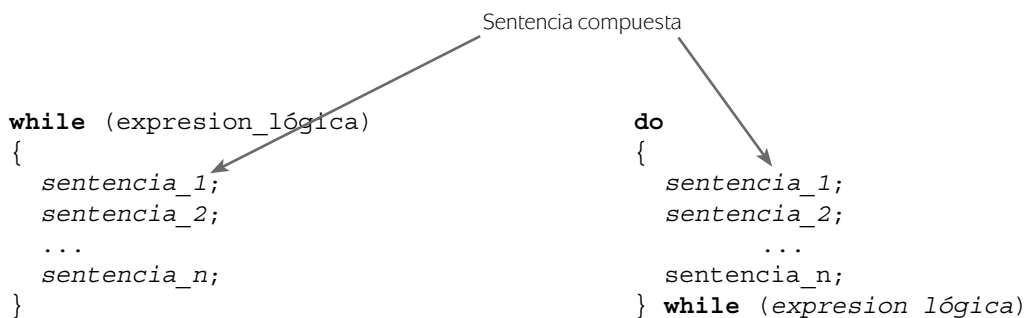 Sentencia compuesta
while (expresion_lógica)
{
sentencia_1;
sentencia_2;
...
sentencia_n;
}
do
{
sentencia_1;
sentencia_2;
...
sentencia_n;
} while (expresion lógica)